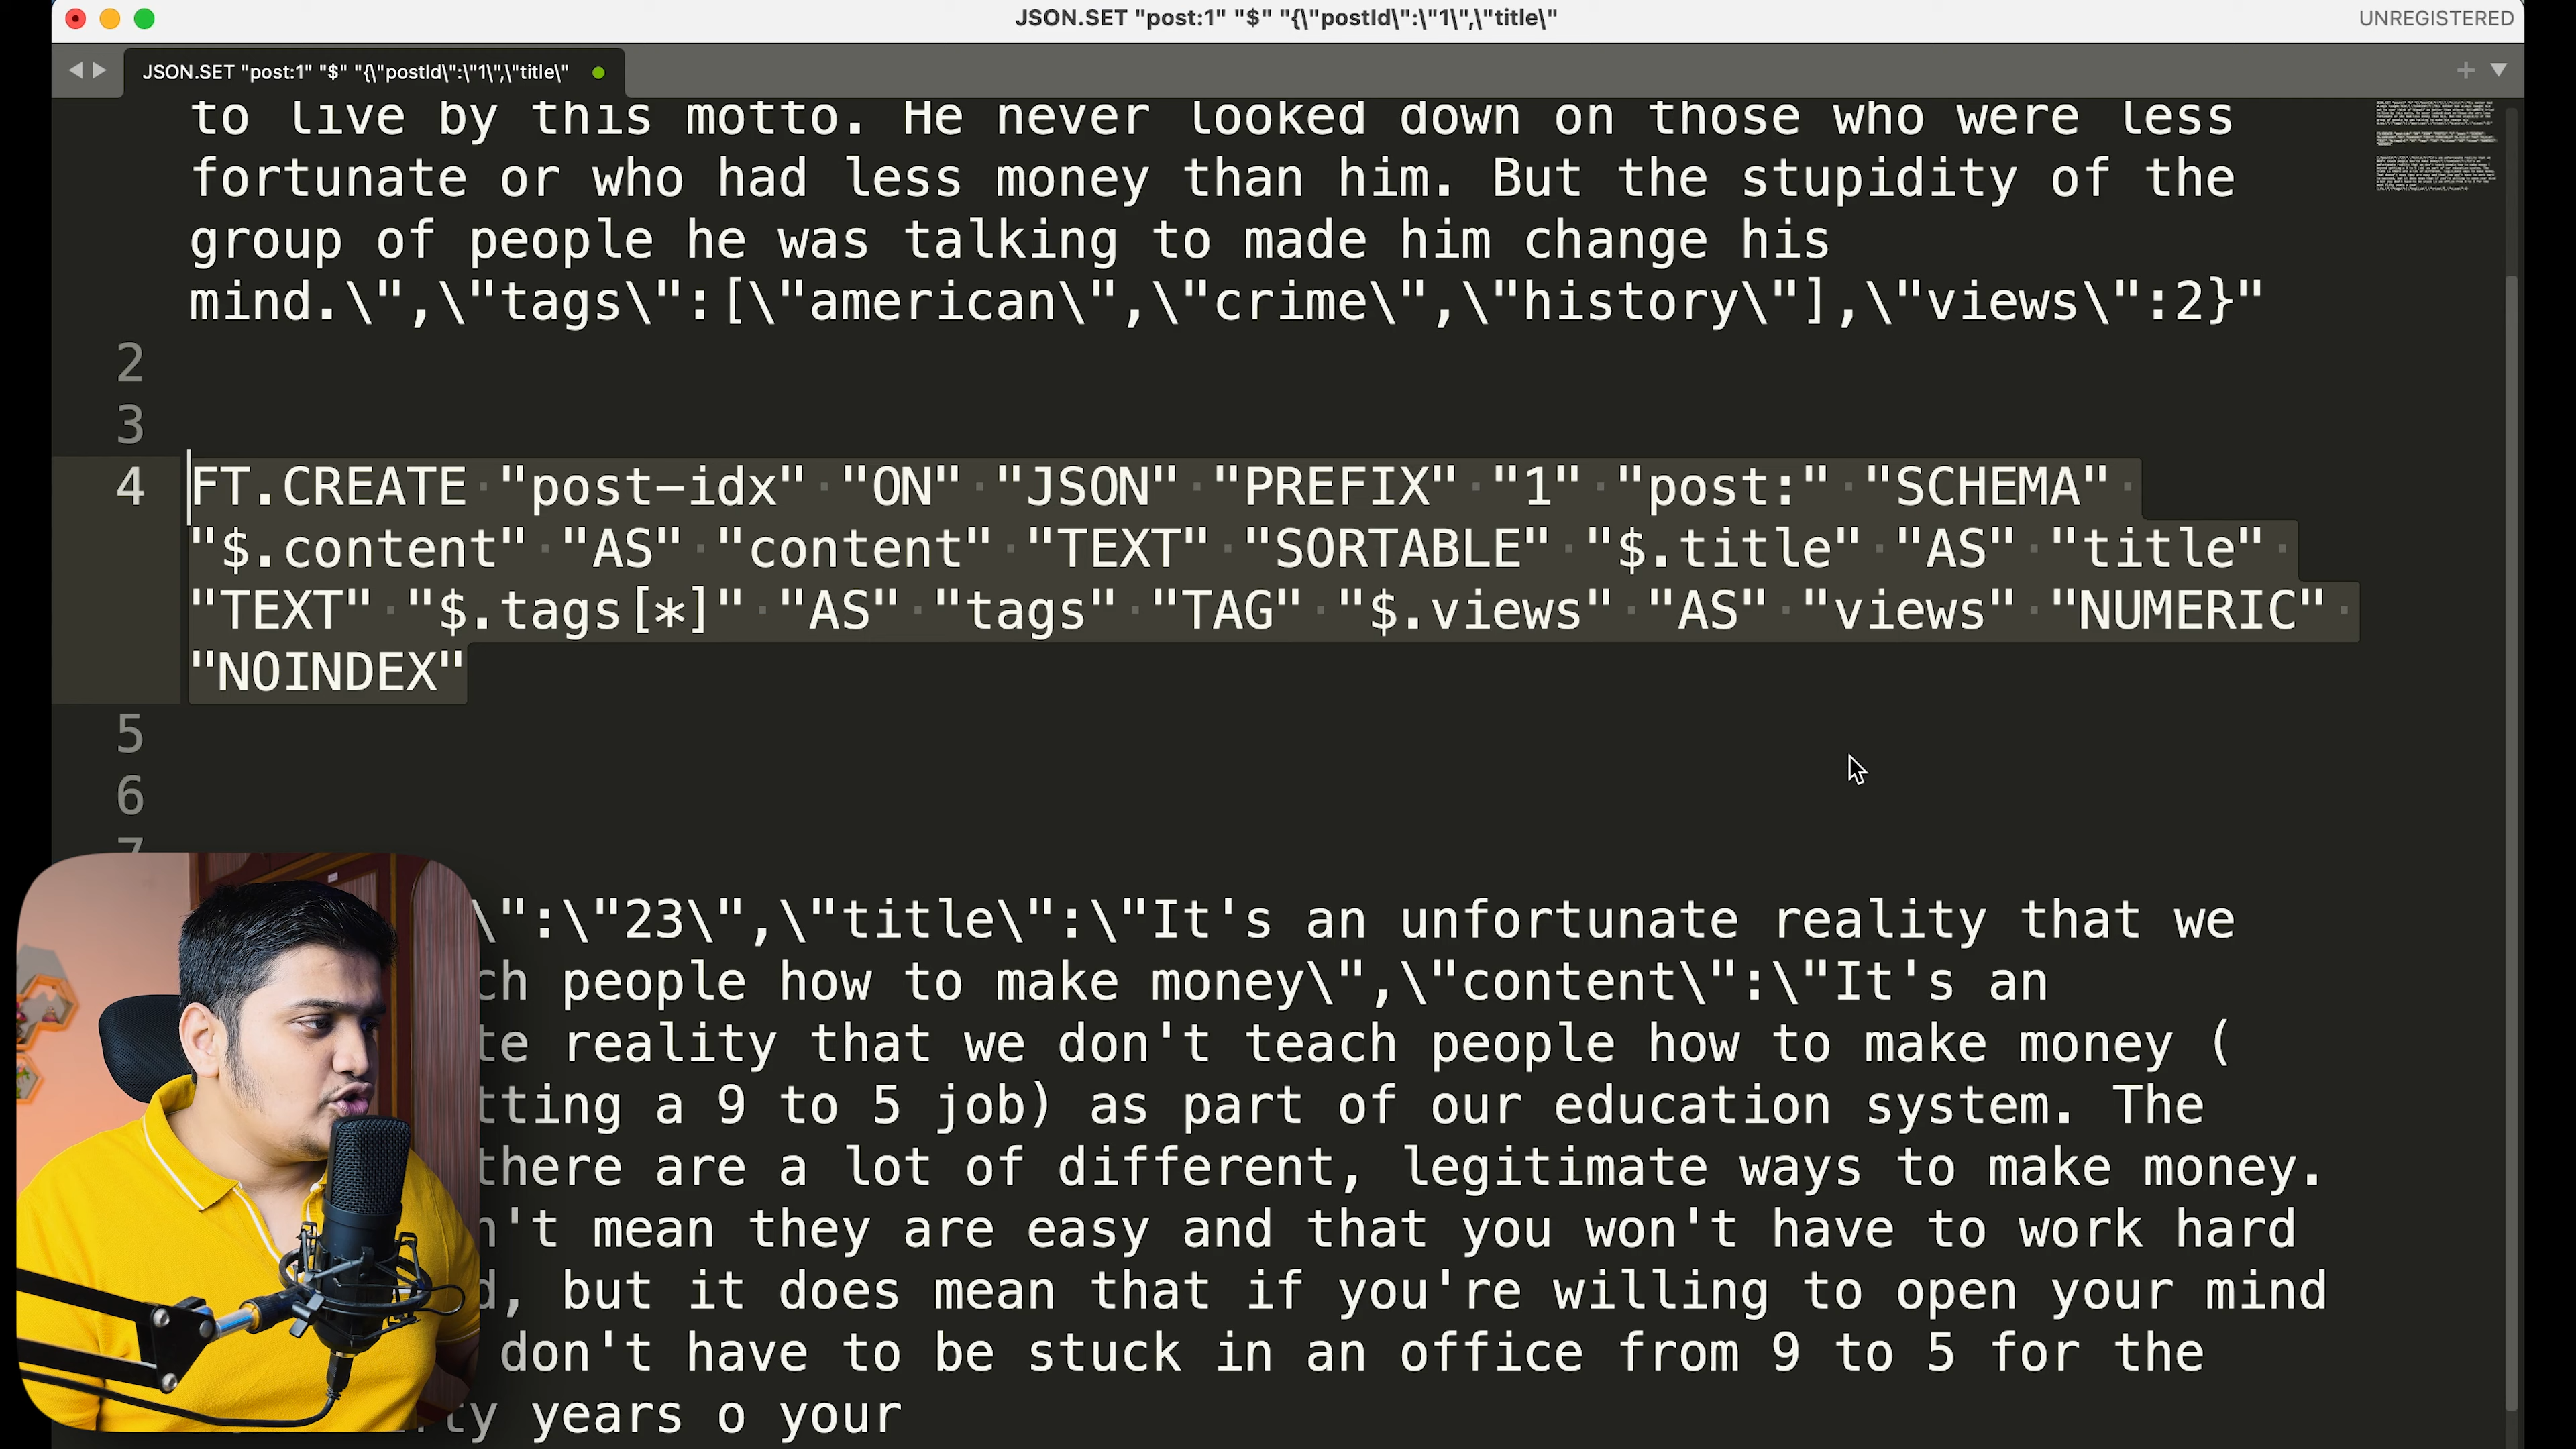 JSON.SET "post:1" "$" "{\"postId\":\"1\",\"title\"
UNREGISTERED
JSON.SET "post:1" "$" "{\"postId\":\"1\",\"title\"
to live by this motto. He never looked down on those who were less
fortunate or who had less money than him. But the stupidity of the
group of people he was talking to made him change his
mind.\",\"tags\":[\"american\",\"crime\",\"history\"],\"views\":2}"
2
3
4 FT.CREATE "post-idx" "ON" "JSON" "PREFIX" "1" "post:" "SCHEMA"
"$.content" "AS" "content" "TEXT" "SORTABLE" "$.title" "AS" "title"
"TEXT" "$.tags[*]" "AS" "tags" "TAG" "$.views" "AS" "views" "NUMERIC"
"NOINDEX"
5
6
7
\":\"23\",\"title\":\"It's an unfortunate reality that we
people how to make money\",\"content\":\"It's an
reality that we don't teach people how to make money (
a 9 to 5 job) as part of our education system. The
there are a lot of different, legitimate ways to make money.
mean they are easy and that you won't have to work hard
but it does mean that if you're willing to open your mind
don't have to be stuck in an office from 9 to 5 for the
years o your